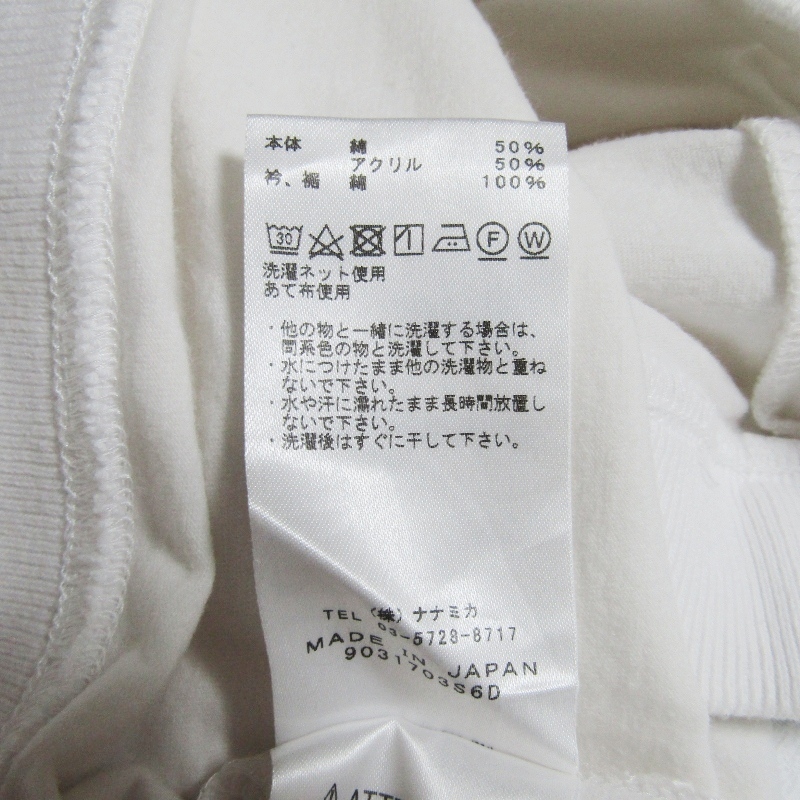 本体 綿 50%
アクリル 50%
衿、裾 綿 100%
30 F W
洗濯ネット使用
あて布使用
・他の物と一緒に洗濯する場合は、
同系色の物と洗濯して下さい。
・水につけたまま他の洗濯物と重ね
ないで下さい。
・水や汗に濡れたまま長時間放置し
ないで下さい。
・洗濯後はすぐに干して下さい。
(株)ナナミカ
TEL 03-5728-8717
MADE IN JAPAN
9031703S6D